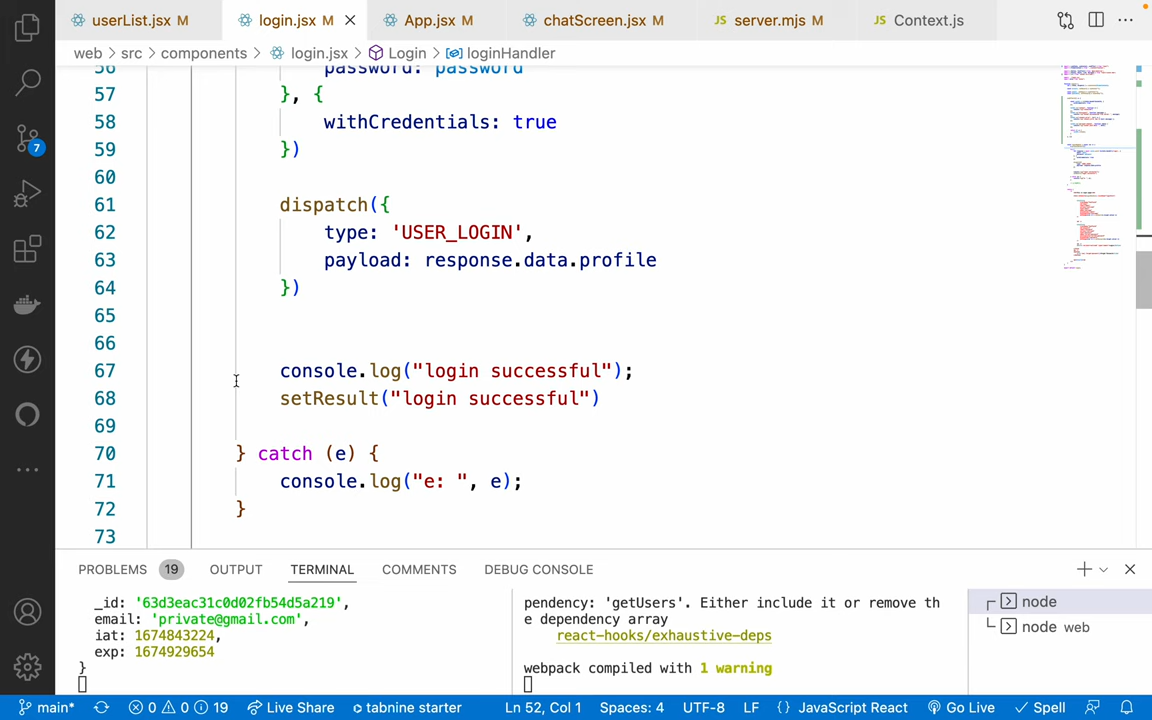 userList.jsx M login.jsx M App.jsx M chatScreen.jsx M JS server.mjs M JS Context.js
web > src > components > login.jsx > Login > loginHandler
56 password: password
57 }, {
58 withCredentials: true
59 })
60
61 dispatch({
62 type: 'USER_LOGIN',
63 payload: response.data.profile
64 })
65
66
67 console.log("login successful");
68 setResult("login successful")
69
70 } catch (e) {
71 console.log("e: ", e);
72 }
73
7
PROBLEMS 19 OUTPUT TERMINAL COMMENTS DEBUG CONSOLE
_id: '63d3eac31c0d02fb54d5a219',
email: 'private@gmail.com',
iat: 1674843224,
exp: 1674929654
}
pendency: 'getUsers'. Either include it or remove th
e dependency array
react-hooks/exhaustive-deps
webpack compiled with 1 warning
node
node web
main* 0 0 19 Live Share tabnine starter Ln 52, Col 1 Spaces: 4 UTF-8 LF {} JavaScript React Go Live Spell